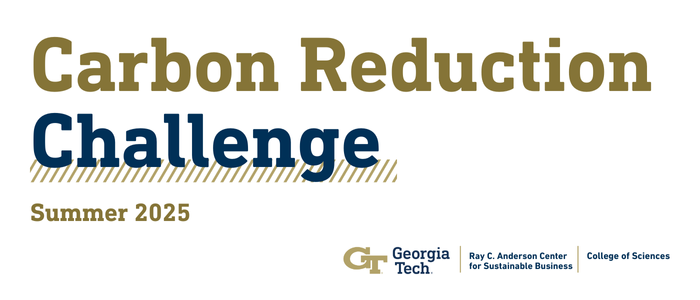 Carbon Reduction
Challenge
Summer 2025
GT Georgia Tech. Ray C. Anderson Center for Sustainable Business College of Sciences